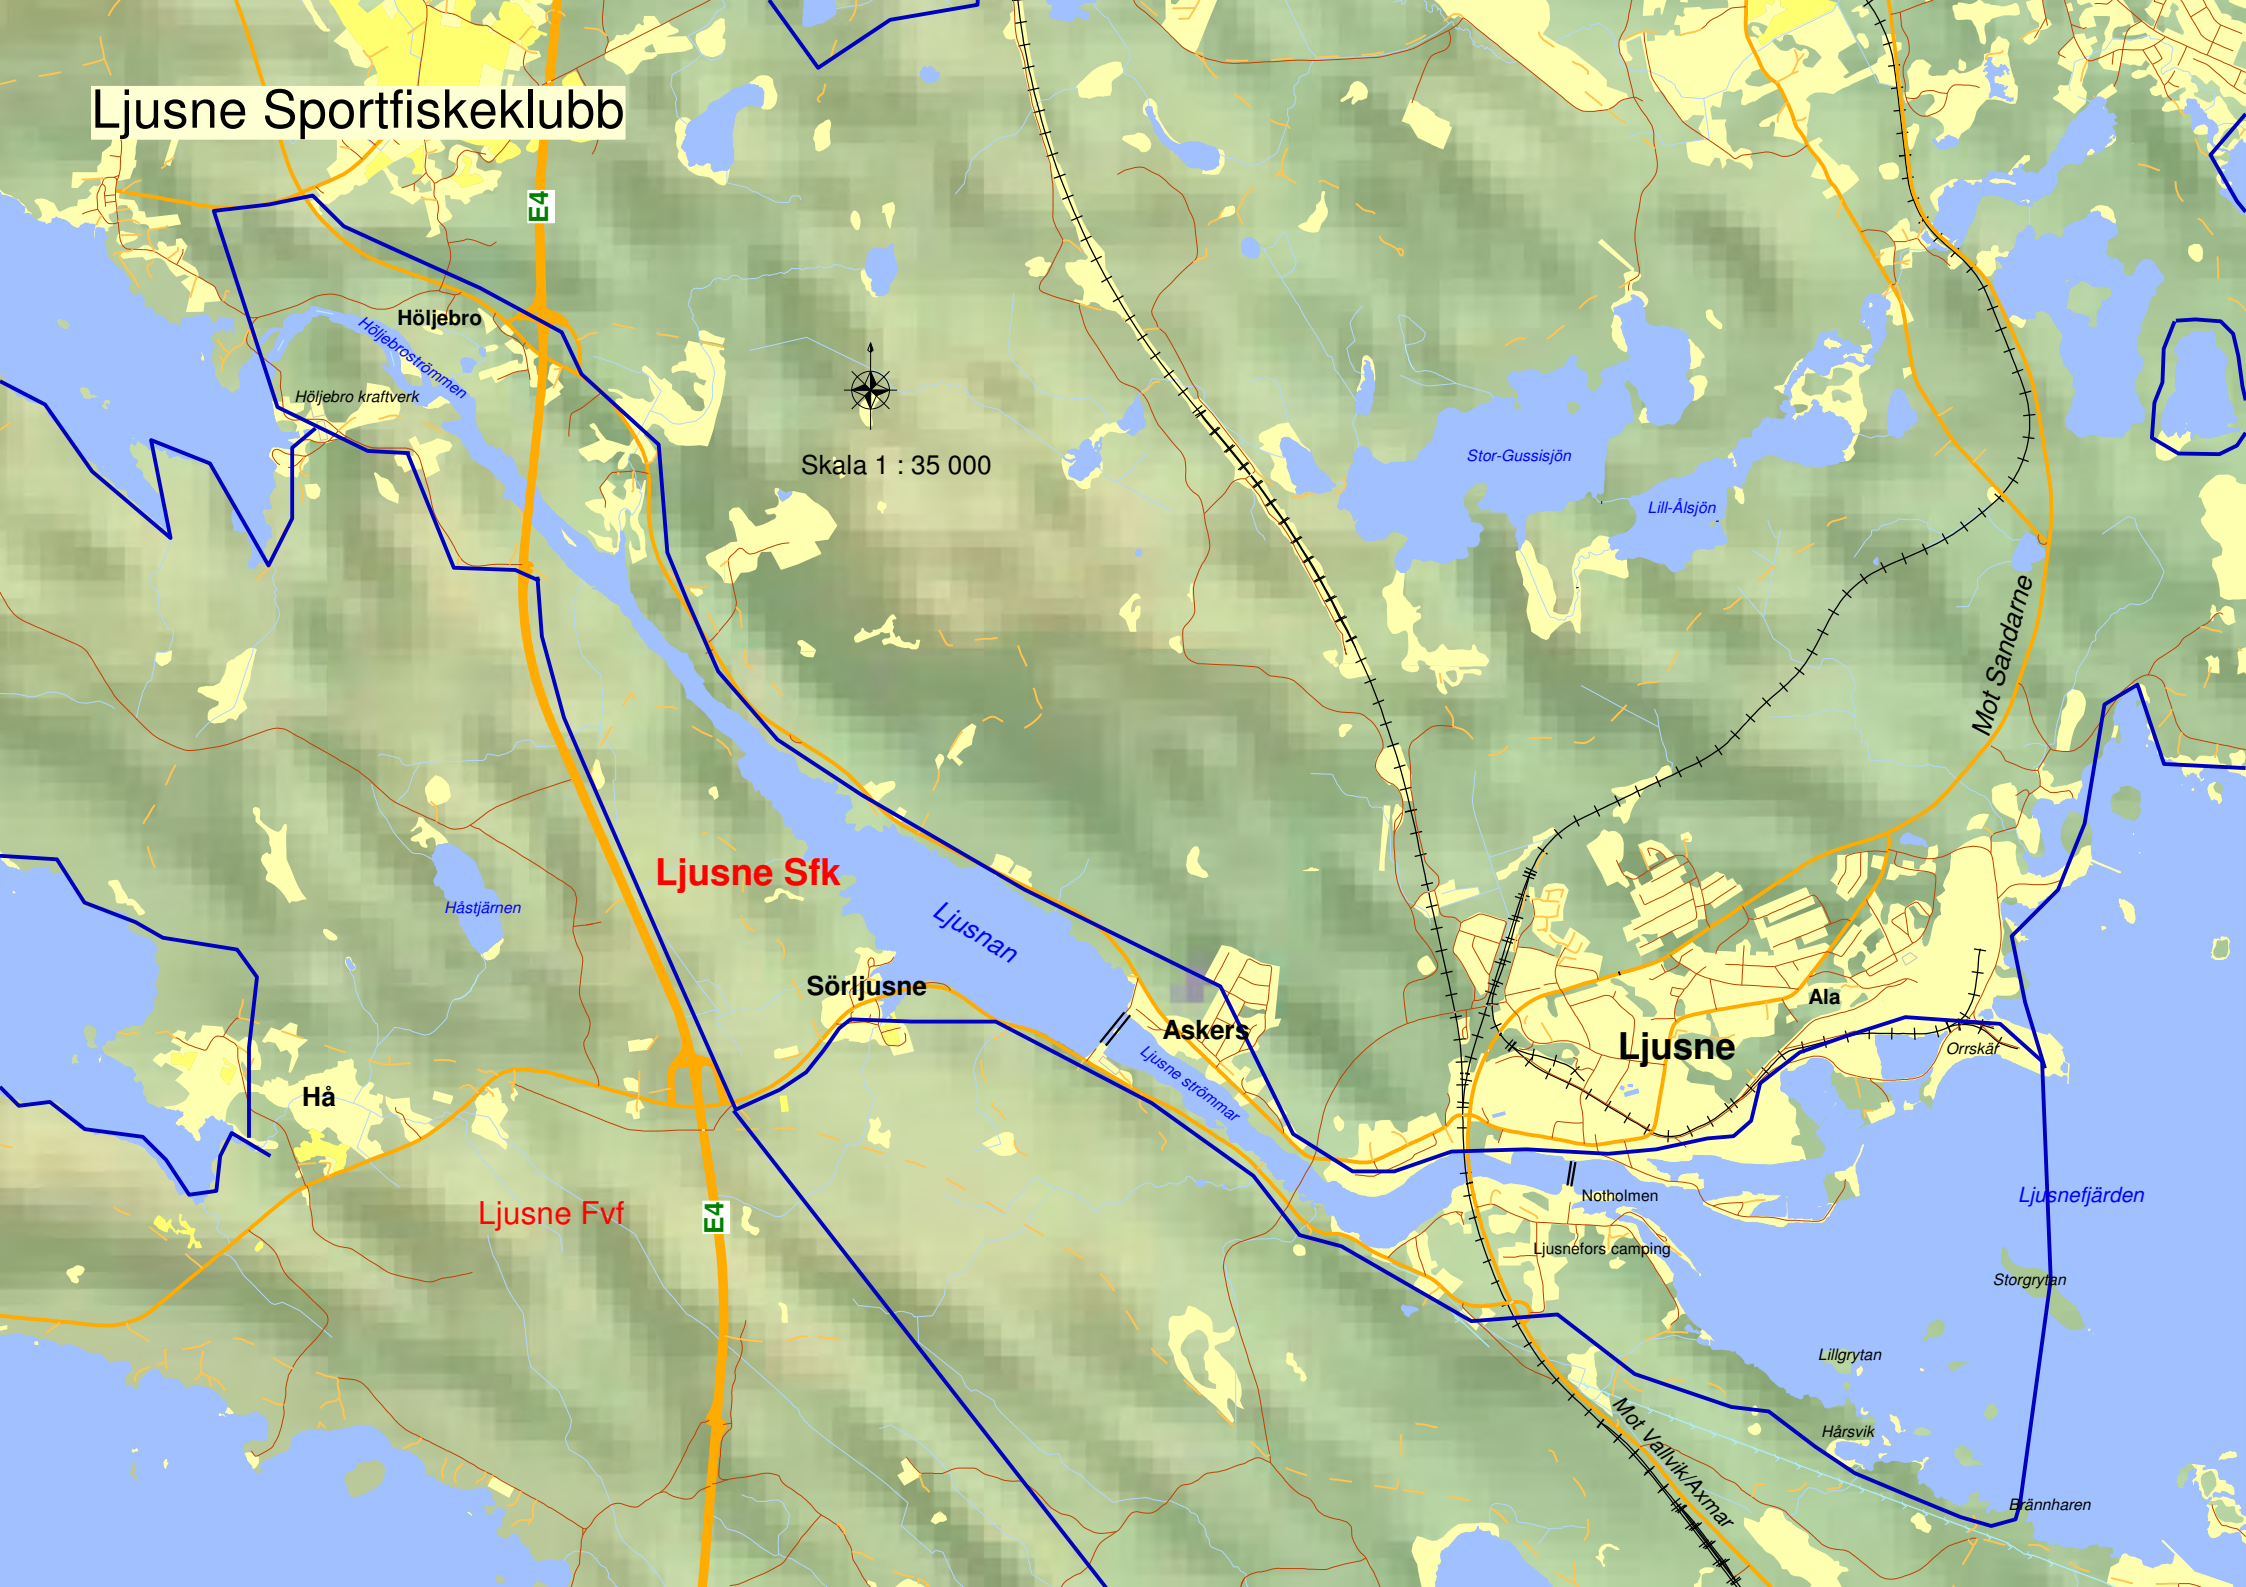 Ljusne Sportfiskeklubb
E4
Höljebro
Höljebroströmmen
Höljebro kraftverk
Skala 1 : 35 000
Stor-Gussisjön
Lill-Ålsjön
Mot Sandarne
Ljusne Sfk
Håstjärnen
Ljusnan
Sörljusne
Askers
Ljusne strömmar
Ala
Ljusne
Orrskär
Hå
Notholmen
Ljusnefjärden
Ljusne Fvf
E4
Ljusnefors camping
Storgrytan
Lillgrytan
Mot Vallvik/Axmar
Hårsvik
Brännharen